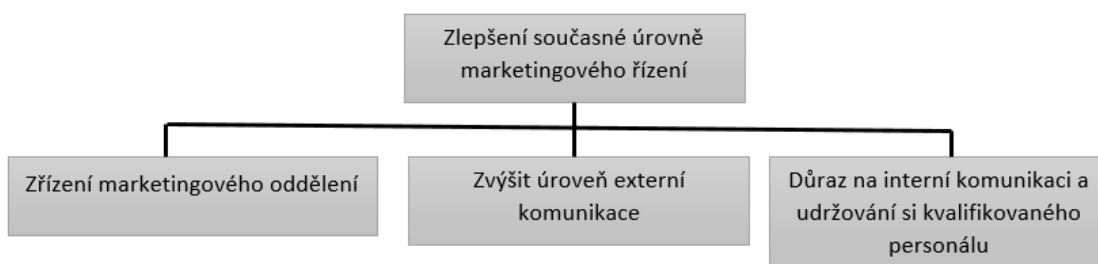 Zlepšení současné úrovně
marketingového řízení
Zřízení marketingového oddělení
Zvýšit úroveň externí
komunikace
Důraz na interní komunikaci a
udržování si kvalifikovaného
personálu